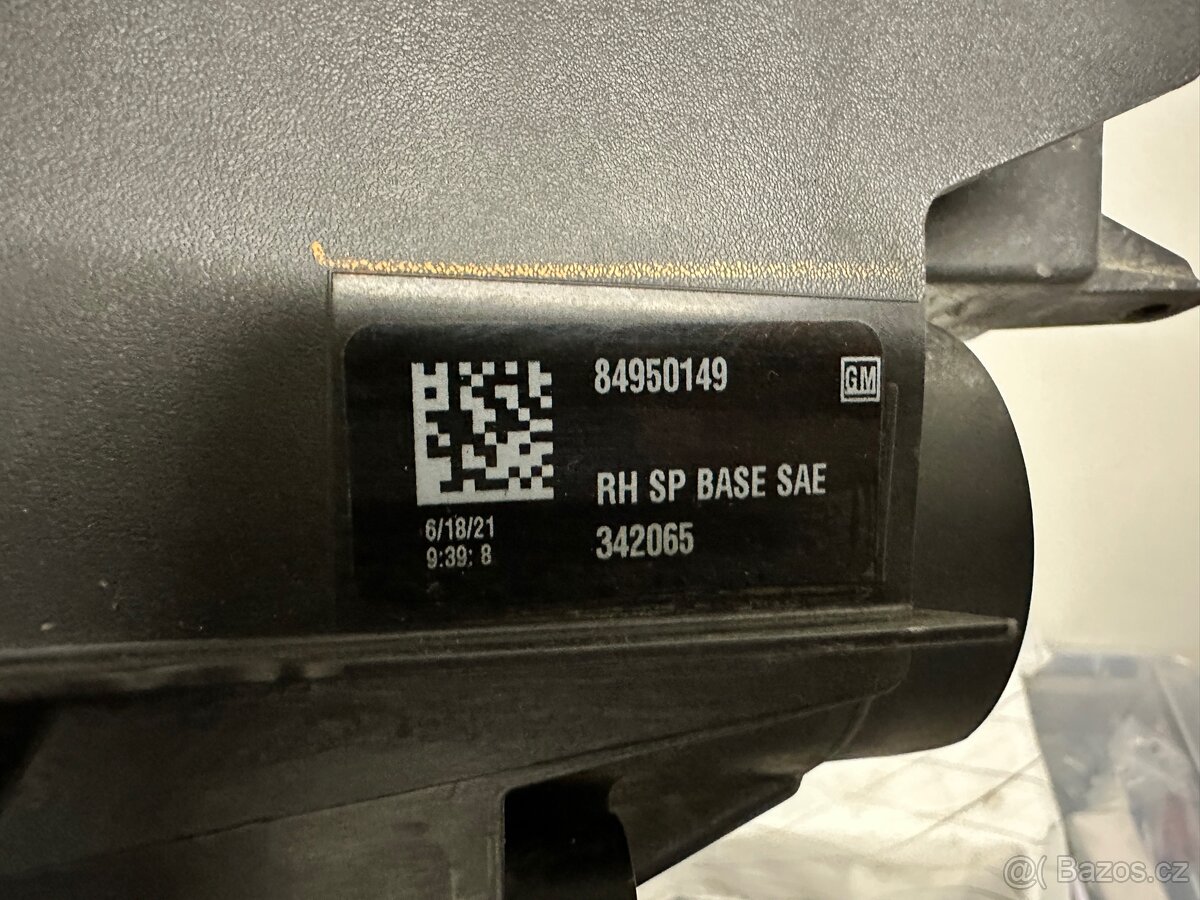 84950149
GM
RH SP BASE SAE
342065
6/18/21
9:39: 8
@( Bazos.cz